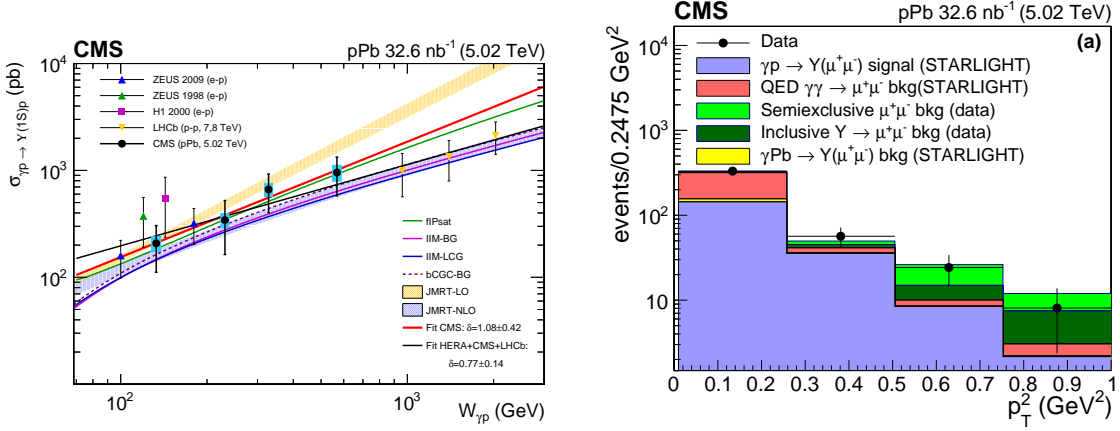 CMS
pPb 32.6 nb⁻¹ (5.02 TeV)
σ_γp → Υ(1S)p (pb)
10⁴
10³
10²
ZEUS 2009 (e-p)
ZEUS 1998 (e-p)
H1 2000 (e-p)
LHCb (p-p, 7,8 TeV)
CMS (pPb, 5.02 TeV)
fIPsat
IIM-BG
IIM-LCG
bCGC-BG
JMRT-LO
JMRT-NLO
Fit CMS: δ=1.08±0.42
Fit HERA+CMS+LHCb:
δ=0.77±0.14
10²
10³
W_γp (GeV)
CMS
pPb 32.6 nb⁻¹ (5.02 TeV)
(a)
events/0.2475 GeV²
10³
10²
10
Data
γp → Υ(μ⁺μ⁻) signal (STARLIGHT)
QED γγ → μ⁺μ⁻ bkg(STARLIGHT)
Semiexclusive μ⁺μ⁻ bkg (data)
Inclusive Υ → μ⁺μ⁻ bkg (data)
γPb → Υ(μ⁺μ⁻) bkg (STARLIGHT)
0 0.1 0.2 0.3 0.4 0.5 0.6 0.7 0.8 0.9 1
p_T² (GeV²)